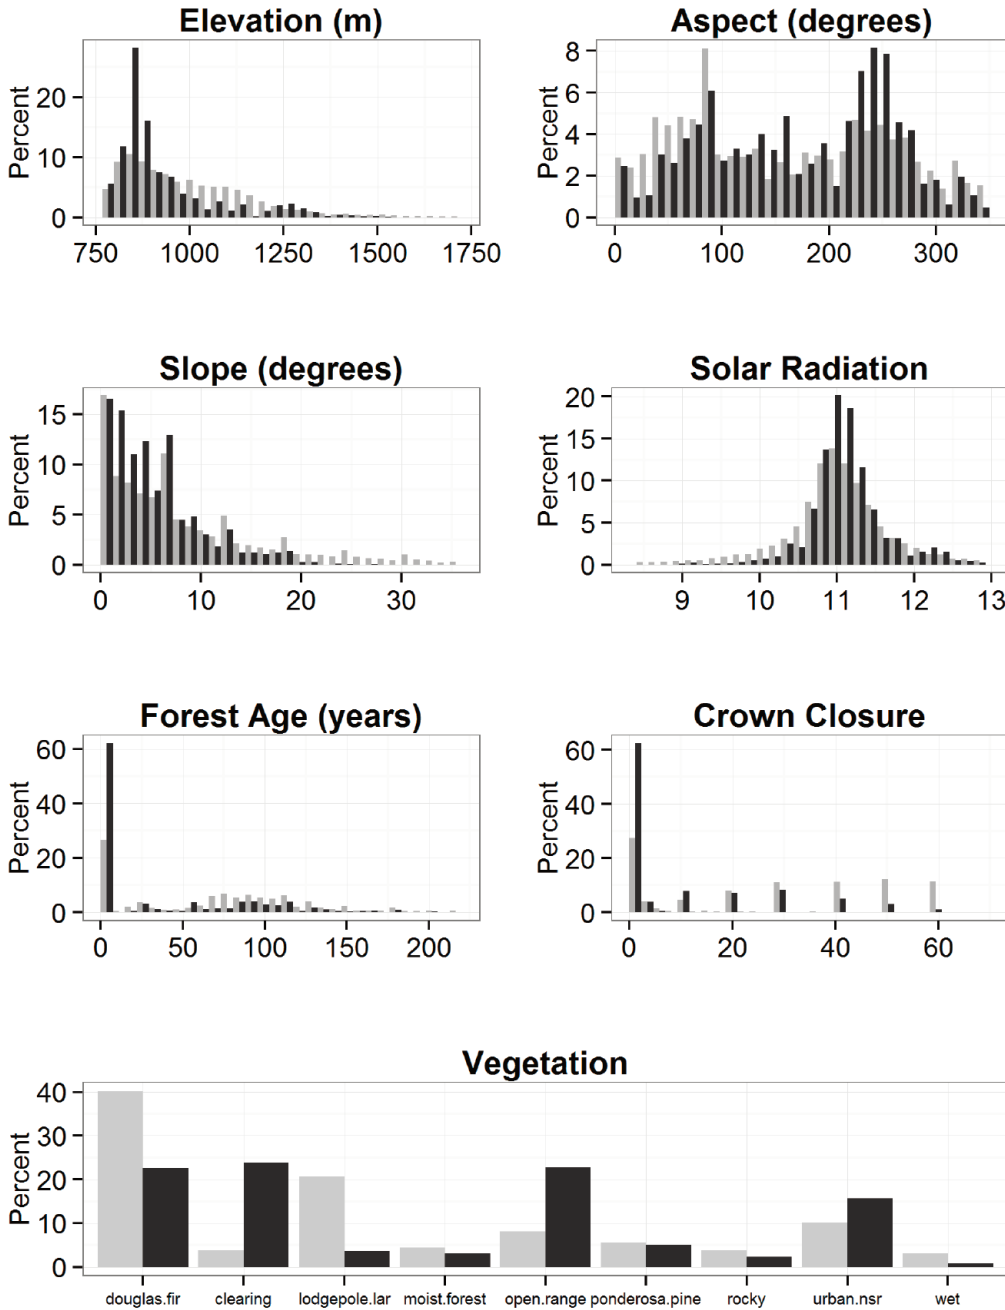 Elevation (m)
Percent
20
10
0
750 1000 1250 1500 1750
Aspect (degrees)
Percent
8
6
4
2
0
0 100 200 300
Slope (degrees)
Percent
15
10
5
0
0 10 20 30
Solar Radiation
Percent
20
15
10
5
0
9 10 11 12 13
Forest Age (years)
Percent
60
40
20
0
0 50 100 150 200
Crown Closure
Percent
60
40
20
0
0 20 40 60
Vegetation
Percent
40
30
20
10
0
douglas.fir clearing lodgepole.lar moist.forest open.range ponderosa.pine rocky urban.nsr wet